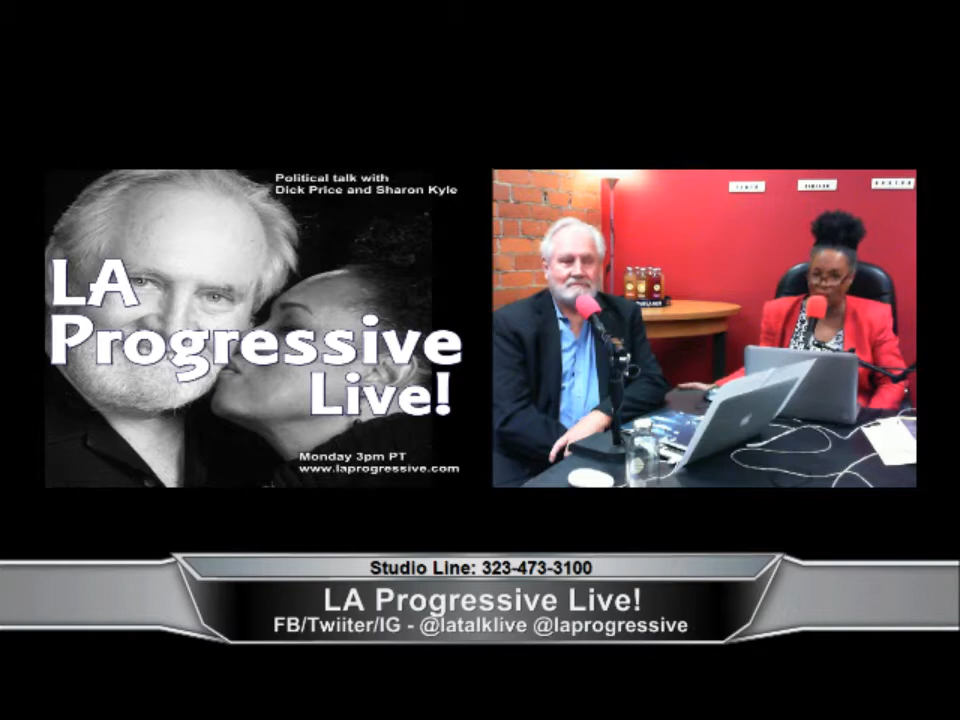 Political talk with
Dick Price and Sharon Kyle
LA
Progressive
Live!
Monday 3pm PT
www.laprogressive.com
Studio Line: 323-473-3100
LA Progressive Live!
FB/Twiiter/IG - @latalklive @laprogressive